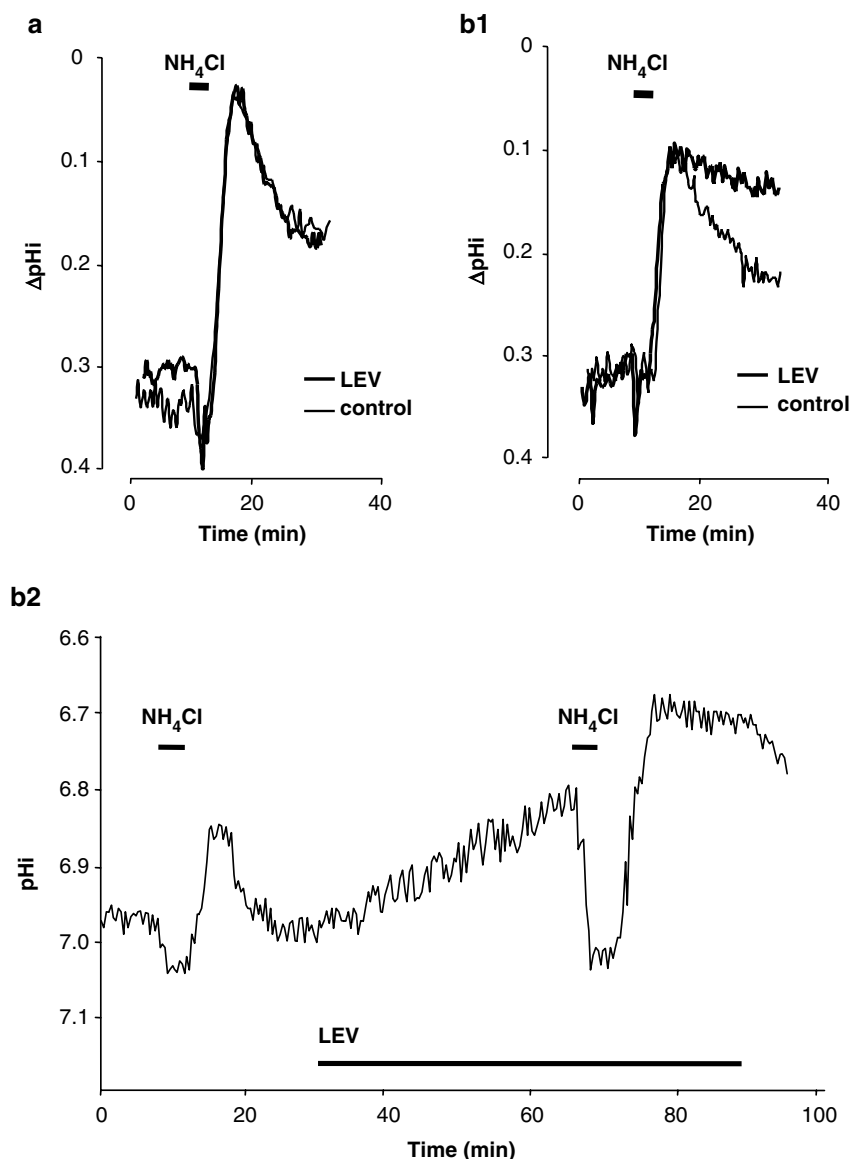 a
0
0.1
0.2
0.3
0.4
ΔpHi
NH4Cl
LEV
control
0 20 40
Time (min)
b1
0
0.1
0.2
0.3
0.4
ΔpHi
NH4Cl
LEV
control
0 20 40
Time (min)
b2
6.6
6.7
6.8
6.9
7.0
7.1
pHi
NH4Cl NH4Cl
LEV
0 20 40 60 80 100
Time (min)